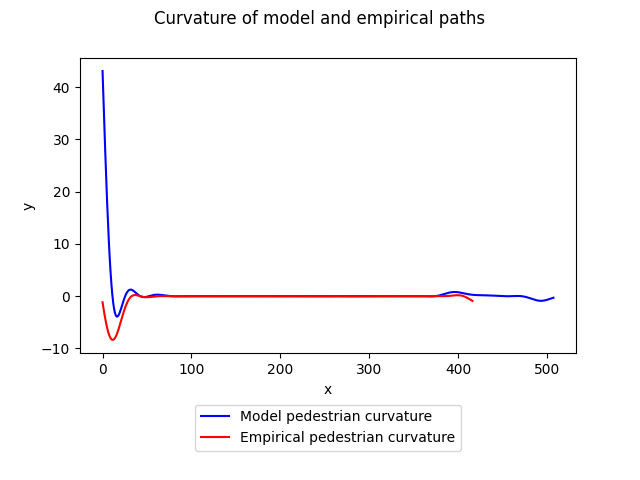 Curvature of model and empirical paths
40
30
20
10
0
−10
y
0 100 200 300 400 500
x
Model pedestrian curvature
Empirical pedestrian curvature